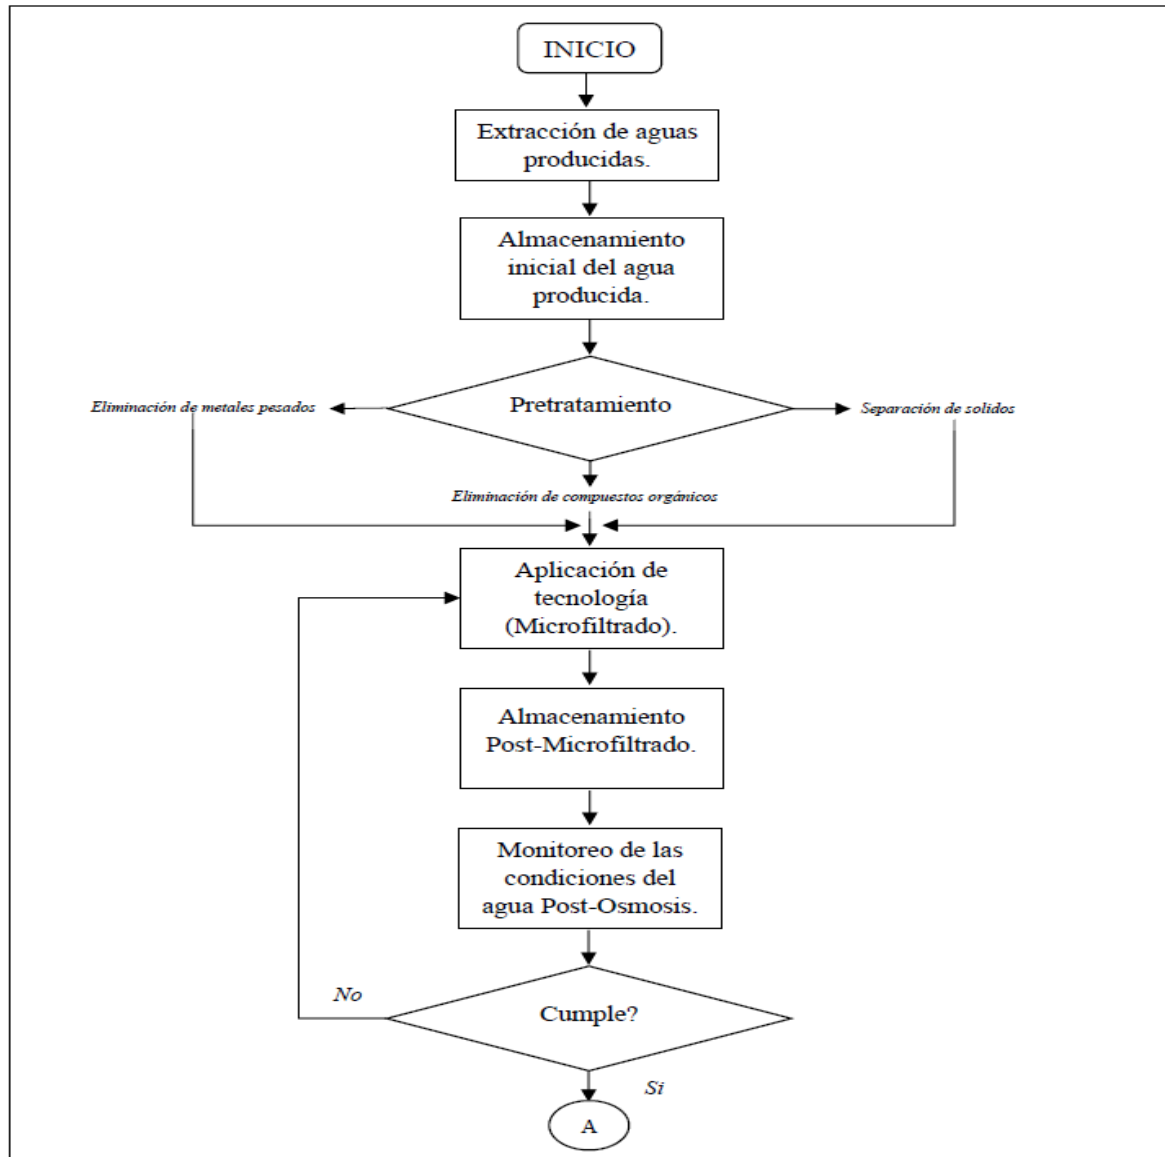 INICIO
Extracción de aguas
producidas.
Almacenamiento
inicial del agua
producida.
Pretratamiento
Eliminación de metales pesados
Separación de solidos
Eliminación de compuestos orgánicos
Aplicación de
tecnología
(Microfiltrado).
Almacenamiento
Post-Microfiltrado.
Monitoreo de las
condiciones del
agua Post-Osmosis.
No
Cumple?
Si
A